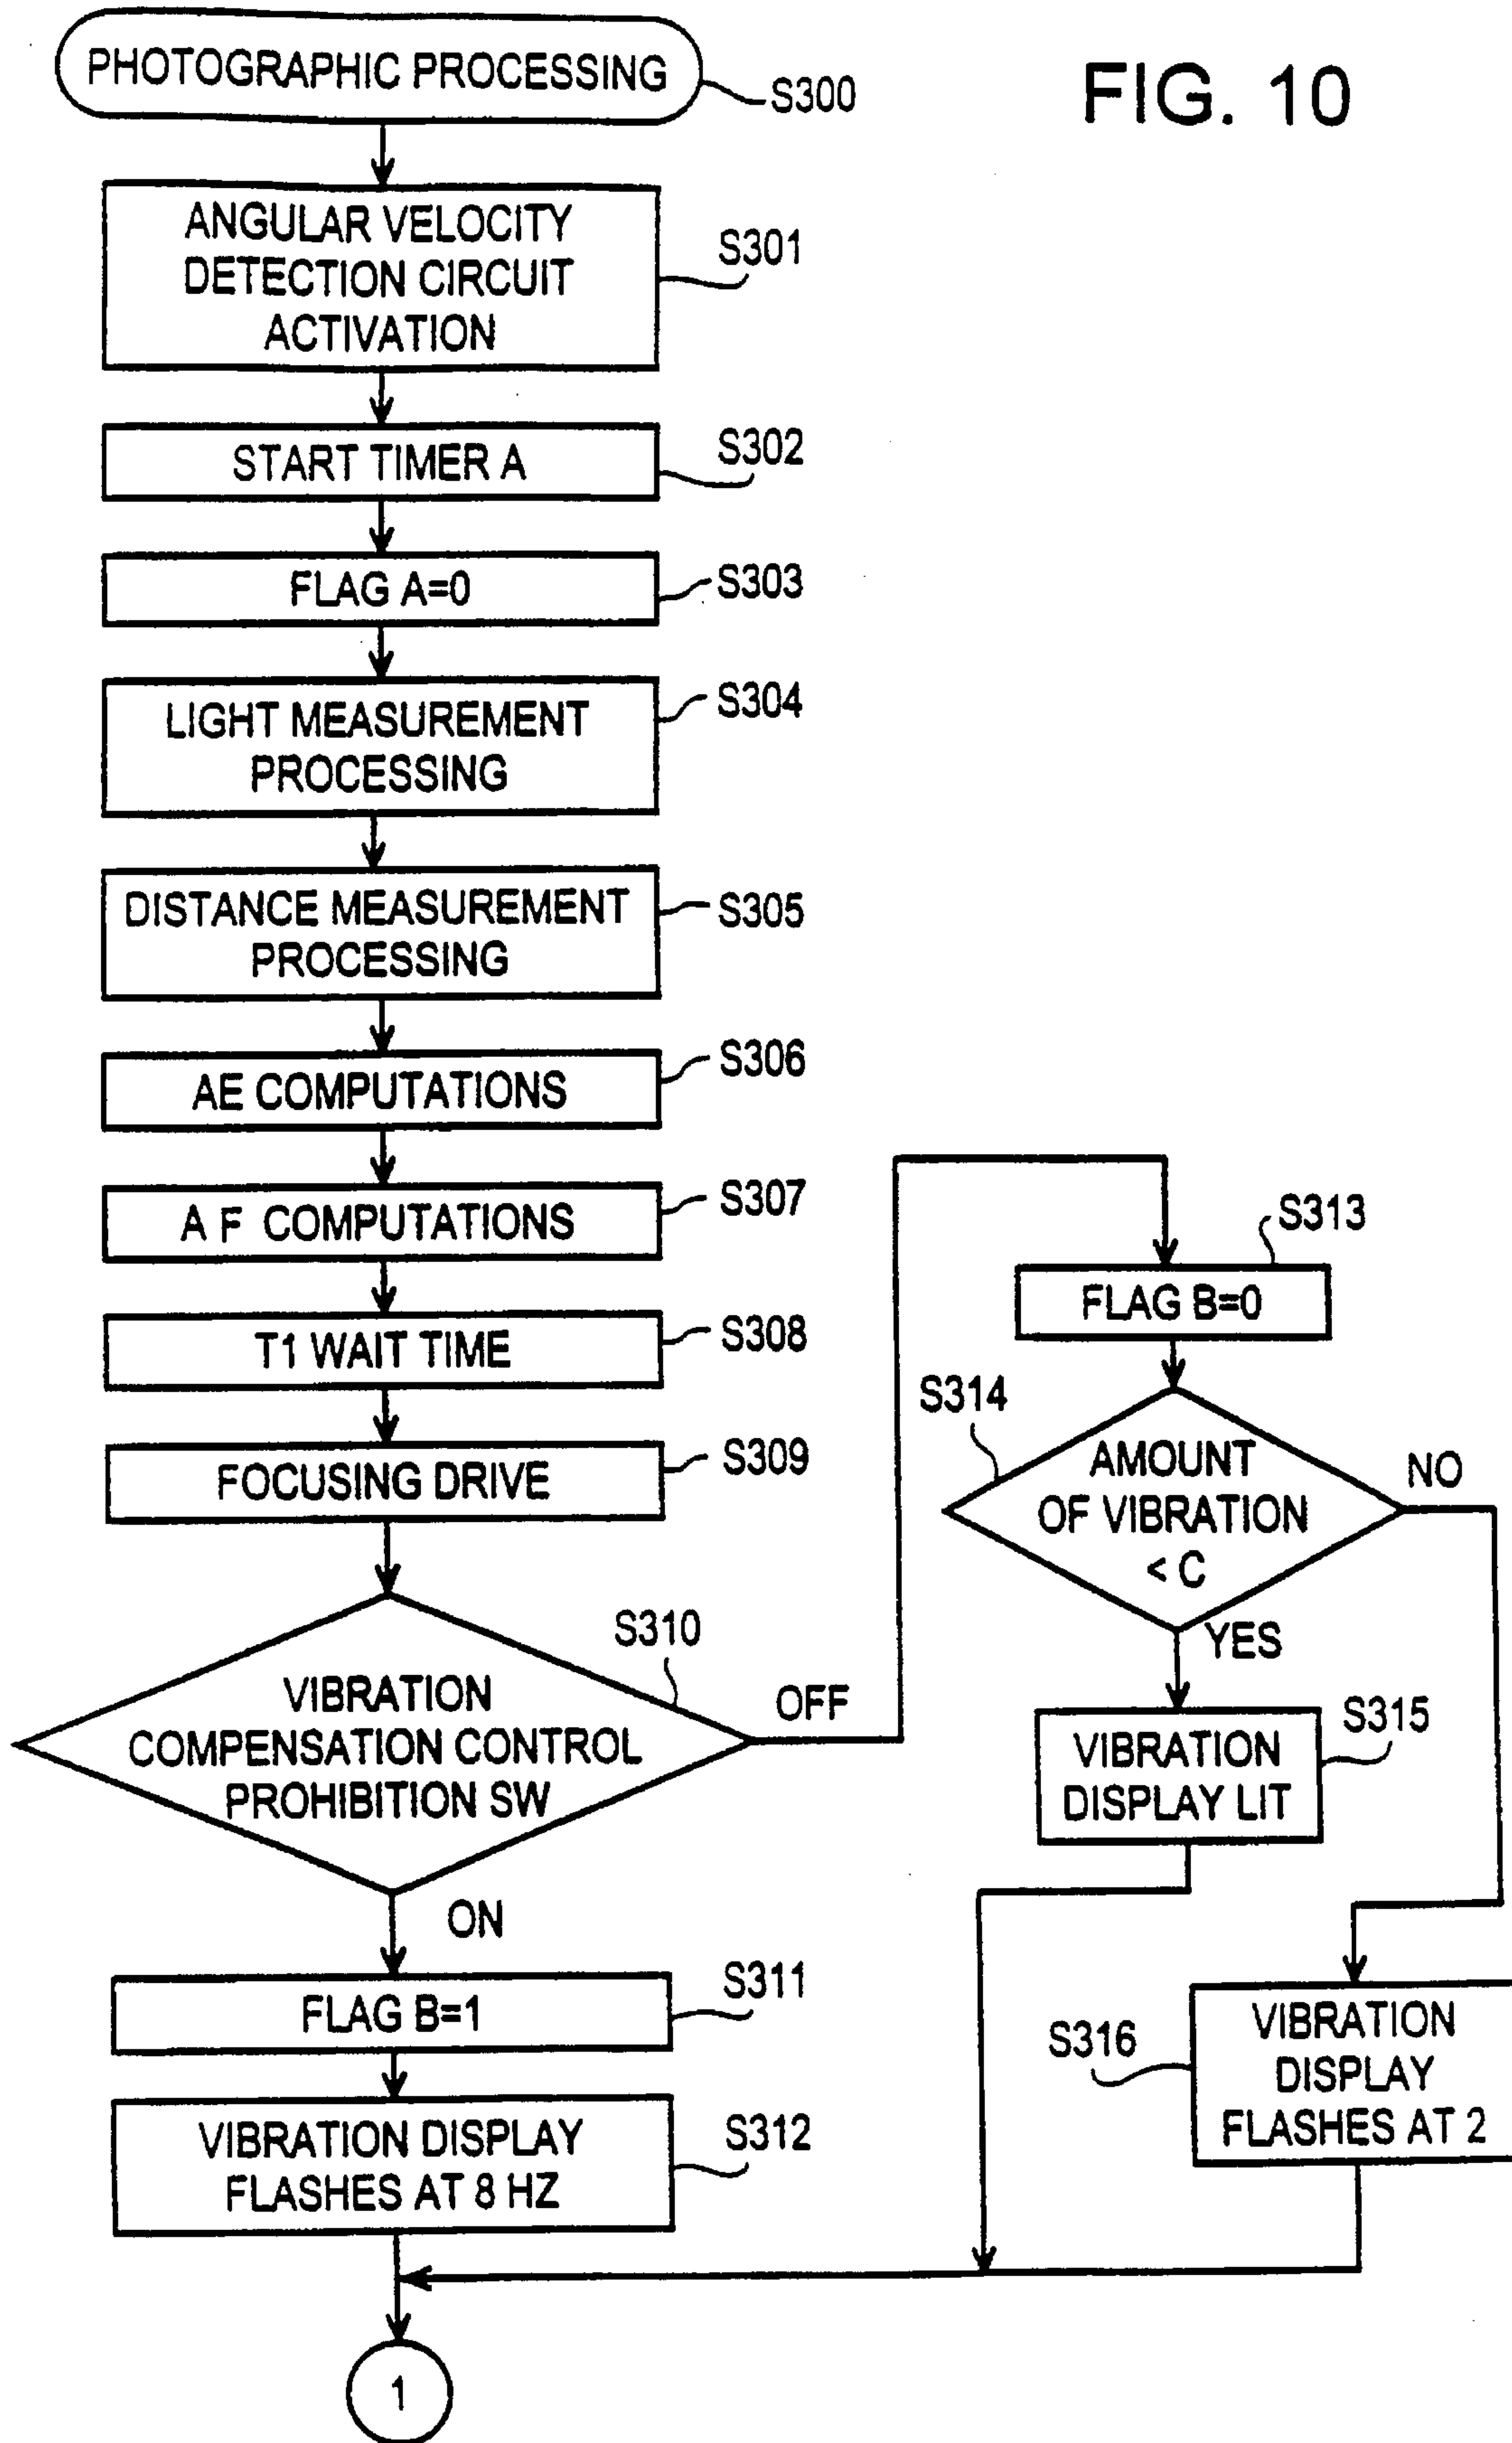 FIG. 10
PHOTOGRAPHIC PROCESSING
S300
ANGULAR VELOCITY
DETECTION CIRCUIT
ACTIVATION
S301
START TIMER A
S302
FLAG A=0
S303
LIGHT MEASUREMENT
PROCESSING
S304
DISTANCE MEASUREMENT
PROCESSING
S305
AE COMPUTATIONS
S306
A F COMPUTATIONS
S307
T1 WAIT TIME
S308
FOCUSING DRIVE
S309
VIBRATION
COMPENSATION CONTROL
PROHIBITION SW
S310
OFF
ON
FLAG B=1
S311
VIBRATION DISPLAY
FLASHES AT 8 HZ
S312
FLAG B=0
S313
AMOUNT
OF VIBRATION
< C
S314
NO
YES
VIBRATION
DISPLAY LIT
S315
VIBRATION
DISPLAY
FLASHES AT 2
S316
1